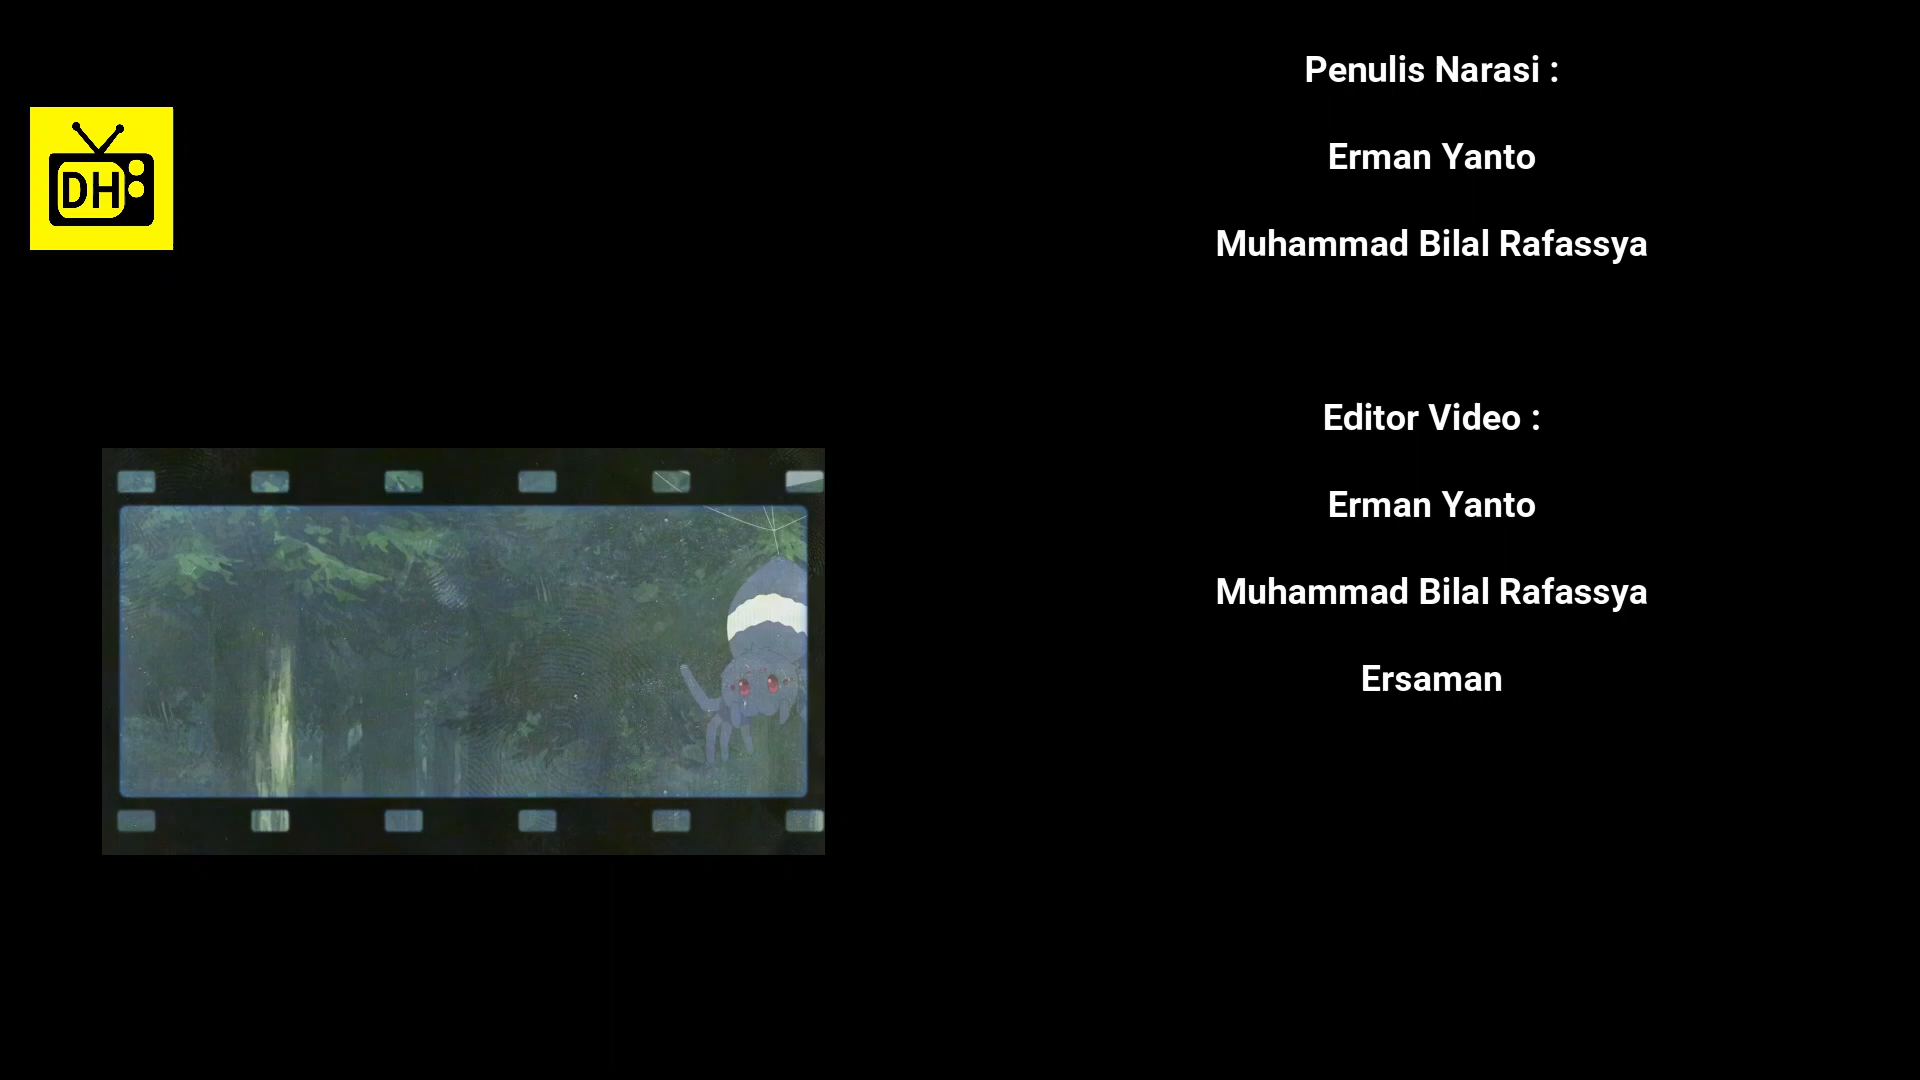 DH
Penulis Narasi :
Erman Yanto
Muhammad Bilal Rafassya
Editor Video :
Erman Yanto
Muhammad Bilal Rafassya
Ersaman